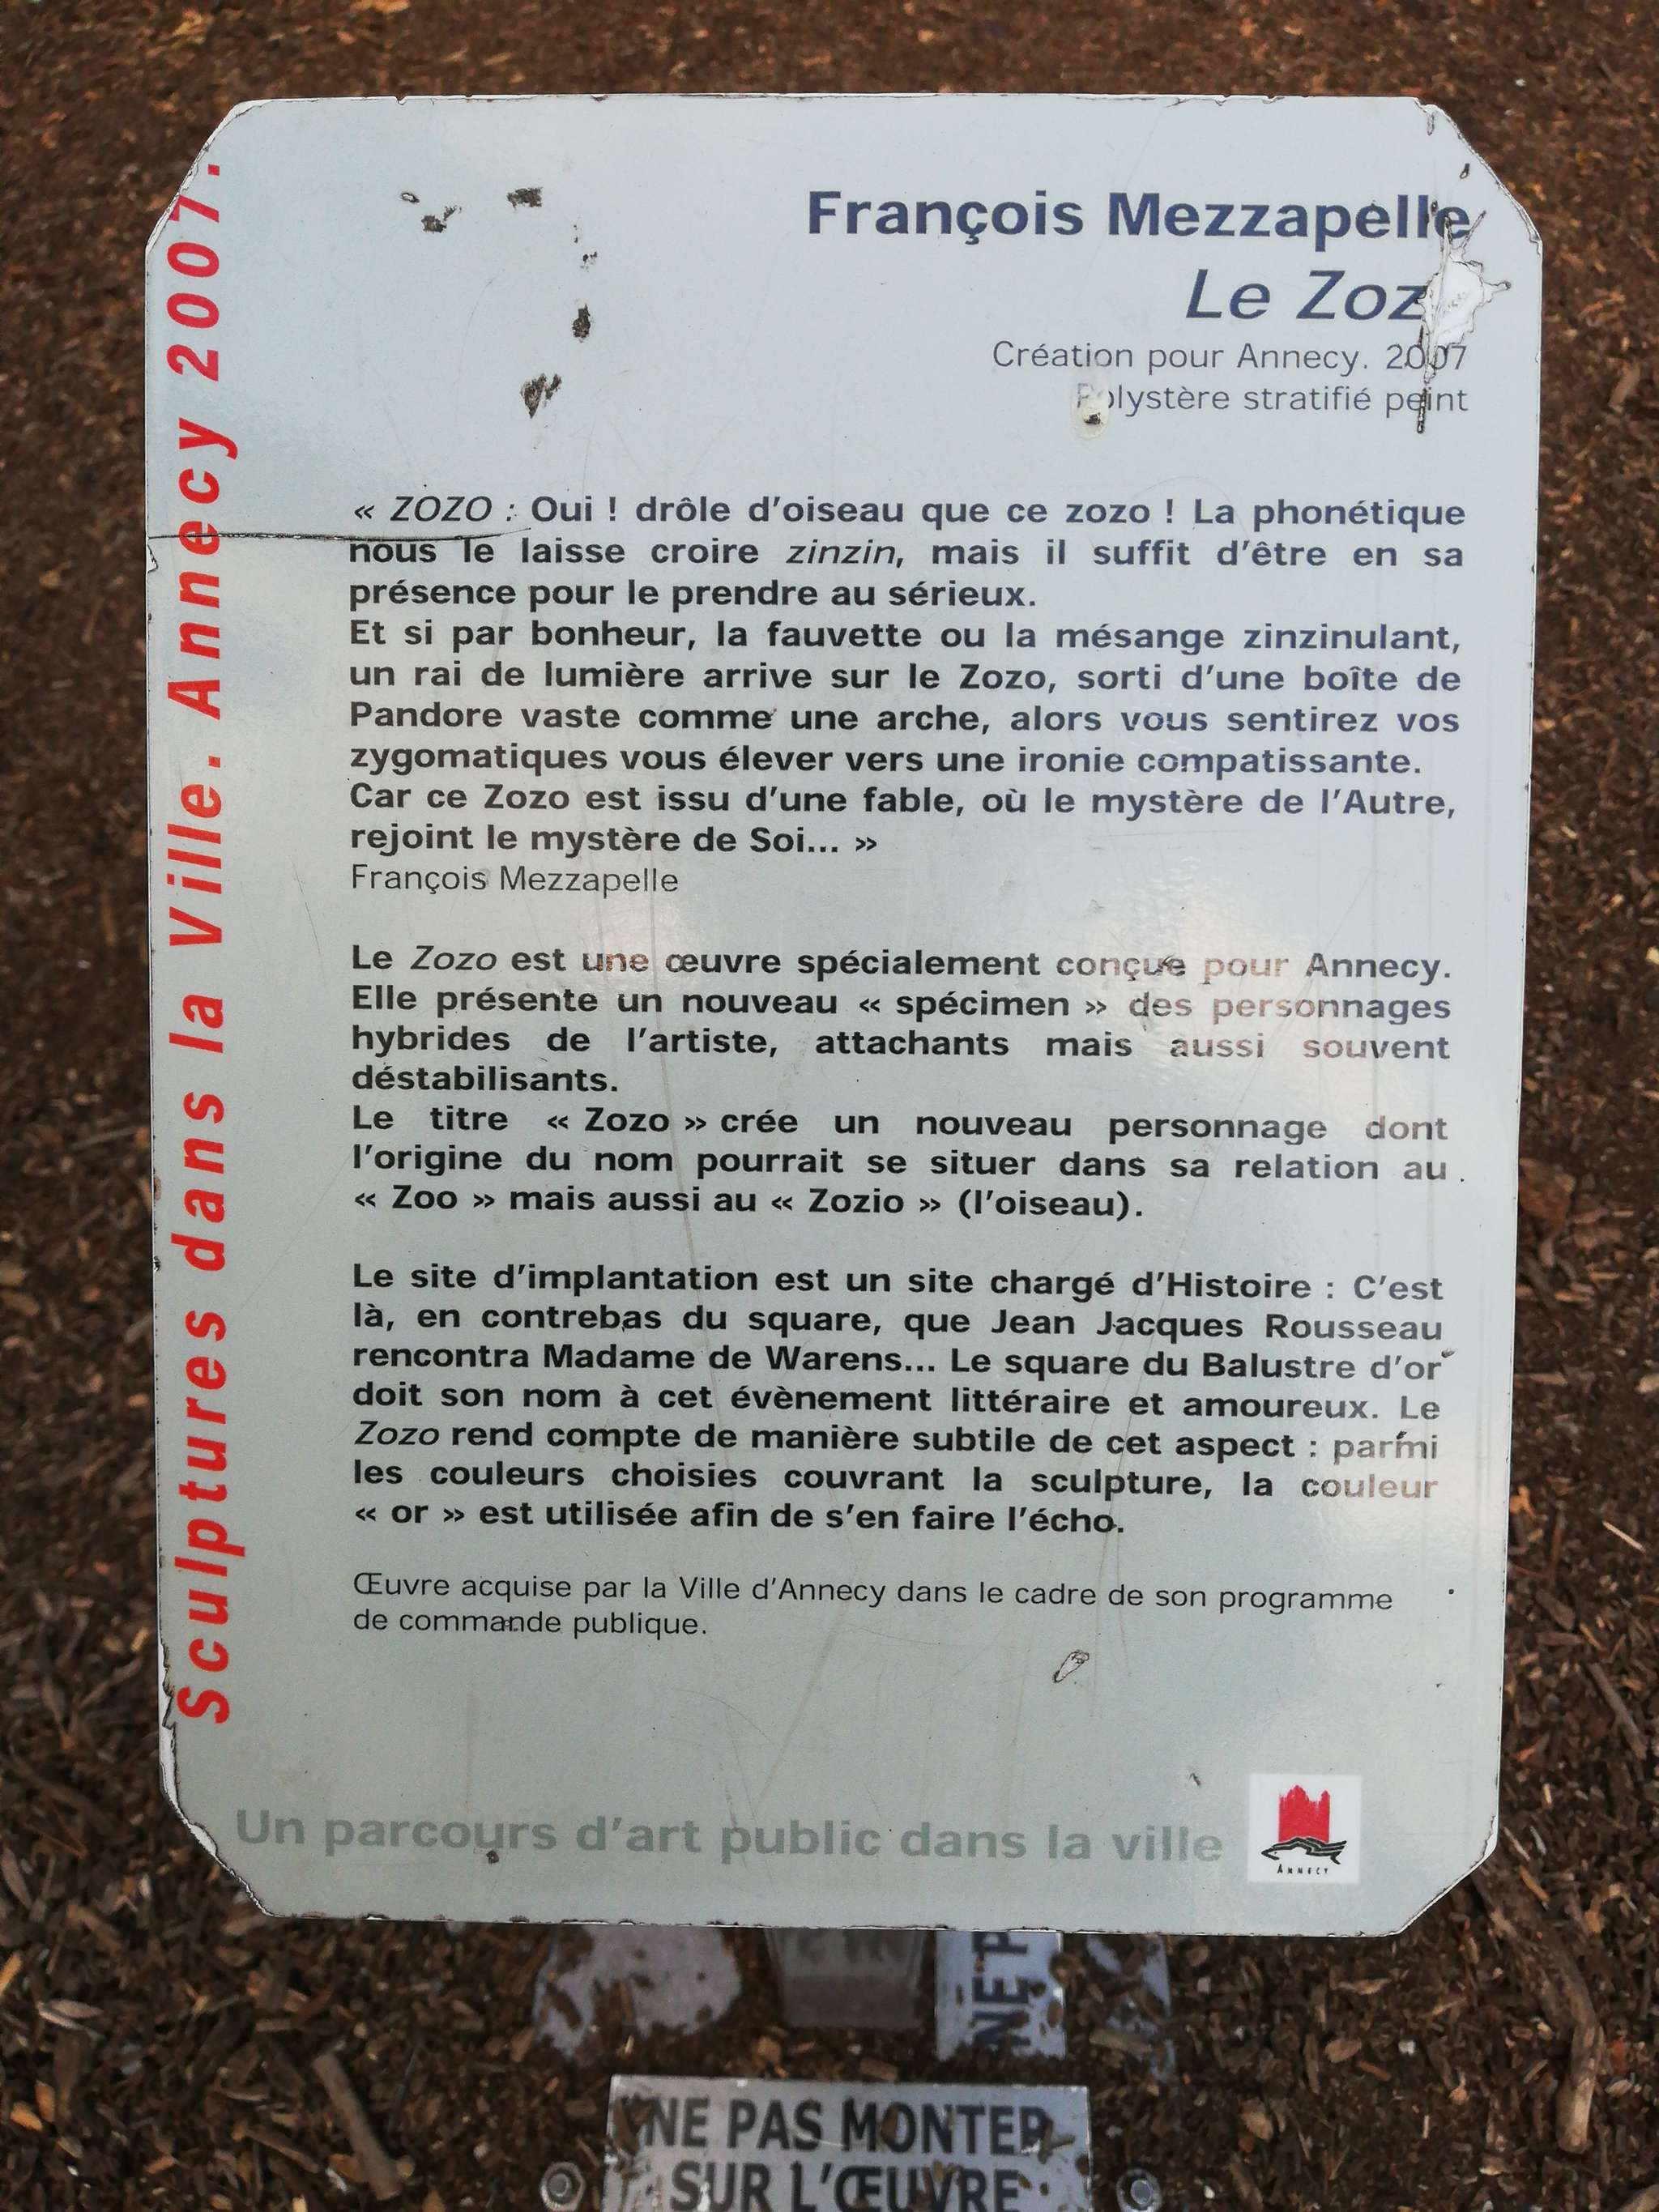 Sculptures dans la Ville. Annecy 2007.
François Mezzapelle
Le Zoz
Création pour Annecy. 2007
Polystère stratifié peint
« ZOZO : Oui ! drôle d'oiseau que ce zozo ! La phonétique
nous le laisse croire zinzin, mais il suffit d'être en sa
présence pour le prendre au sérieux.
Et si par bonheur, la fauvette ou la mésange zinzinulant,
un rai de lumière arrive sur le Zozo, sorti d'une boîte de
Pandore vaste comme une arche, alors vous sentirez vos
zygomatiques vous élever vers une ironie compatissante.
Car ce Zozo est issu d'une fable, où le mystère de l'Autre,
rejoint le mystère de Soi... »
François Mezzapelle
Le Zozo est une œuvre spécialement conçue pour Annecy.
Elle présente un nouveau « spécimen » des personnages
hybrides de l'artiste, attachants mais aussi souvent
déstabilisants.
Le titre « Zozo » crée un nouveau personnage dont
l'origine du nom pourrait se situer dans sa relation au
« Zoo » mais aussi au « Zozio » (l'oiseau).
Le site d'implantation est un site chargé d'Histoire : C'est
là, en contrebas du square, que Jean Jacques Rousseau
rencontra Madame de Warens... Le square du Balustre d'or
doit son nom à cet évènement littéraire et amoureux. Le
Zozo rend compte de manière subtile de cet aspect : parmi
les couleurs choisies couvrant la sculpture, la couleur
« or » est utilisée afin de s'en faire l'écho.
Œuvre acquise par la Ville d'Annecy dans le cadre de son programme
de commande publique.
Un parcours d'art public dans la ville
ANNECY
NE P
NE PAS MONTER
SUR L'ŒUVRE